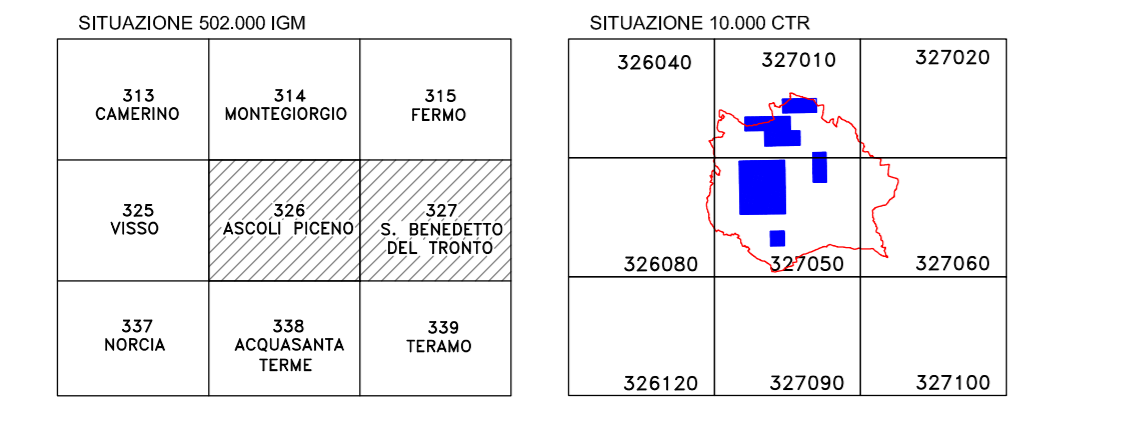 SITUAZIONE 502.000 IGM
313
CAMERINO
314
MONTEGIORGIO
315
FERMO
325
VISSO
326
ASCOLI PICENO
327
S. BENEDETTO
DEL TRONTO
337
NORCIA
338
ACQUASANTA
TERME
339
TERAMO
SITUAZIONE 10.000 CTR
326040
327010
327020
326080
327050
327060
326120
327090
327100